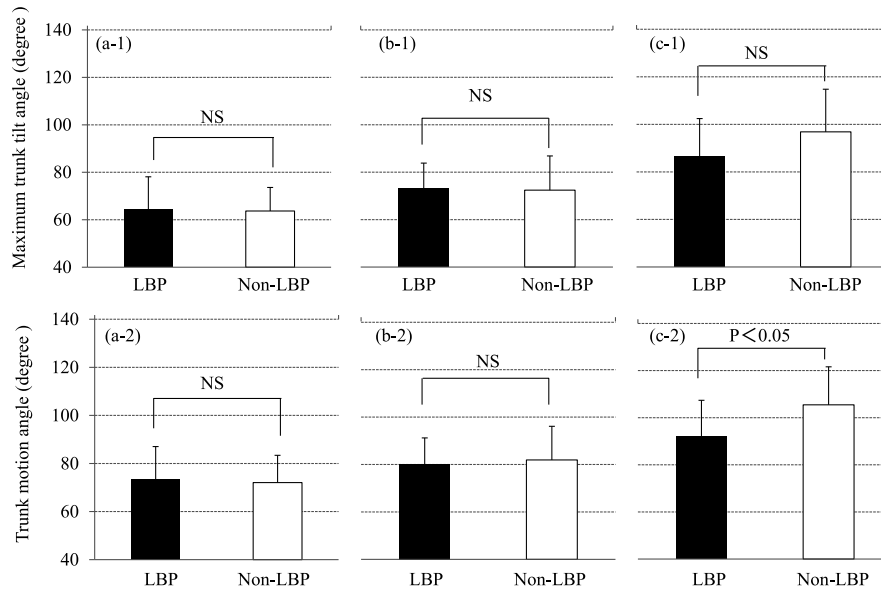 Maximum trunk tilt angle (degree )
140
120
100
80
60
40
(a-1)
NS
LBP
Non-LBP
(b-1)
NS
LBP
Non-LBP
(c-1)
NS
LBP
Non-LBP
Trunk motion angle (degree )
140
120
100
80
60
40
(a-2)
NS
LBP
Non-LBP
(b-2)
NS
LBP
Non-LBP
(c-2)
P＜0.05
LBP
Non-LBP